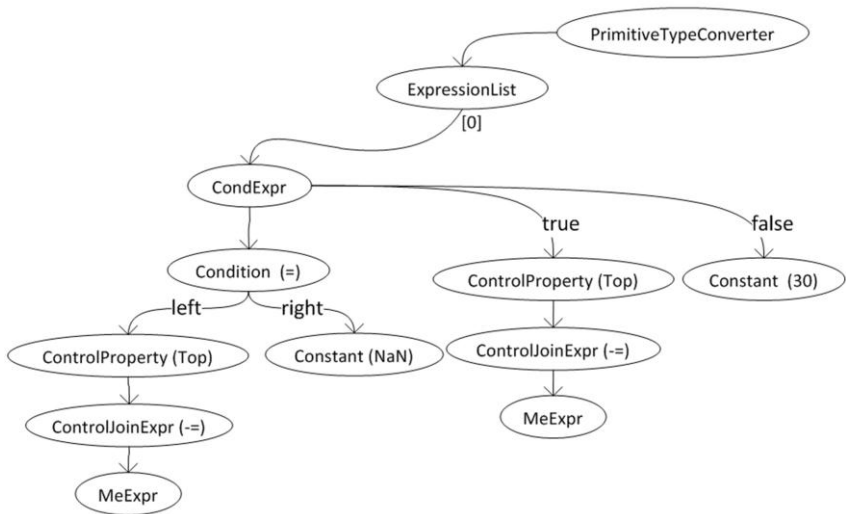 PrimitiveTypeConverter
ExpressionList
[0]
CondExpr
true
false
Condition (=)
ControlProperty (Top)
Constant (30)
left
right
ControlProperty (Top)
Constant (NaN)
ControlJoinExpr (-=)
ControlJoinExpr (-=)
MeExpr
MeExpr